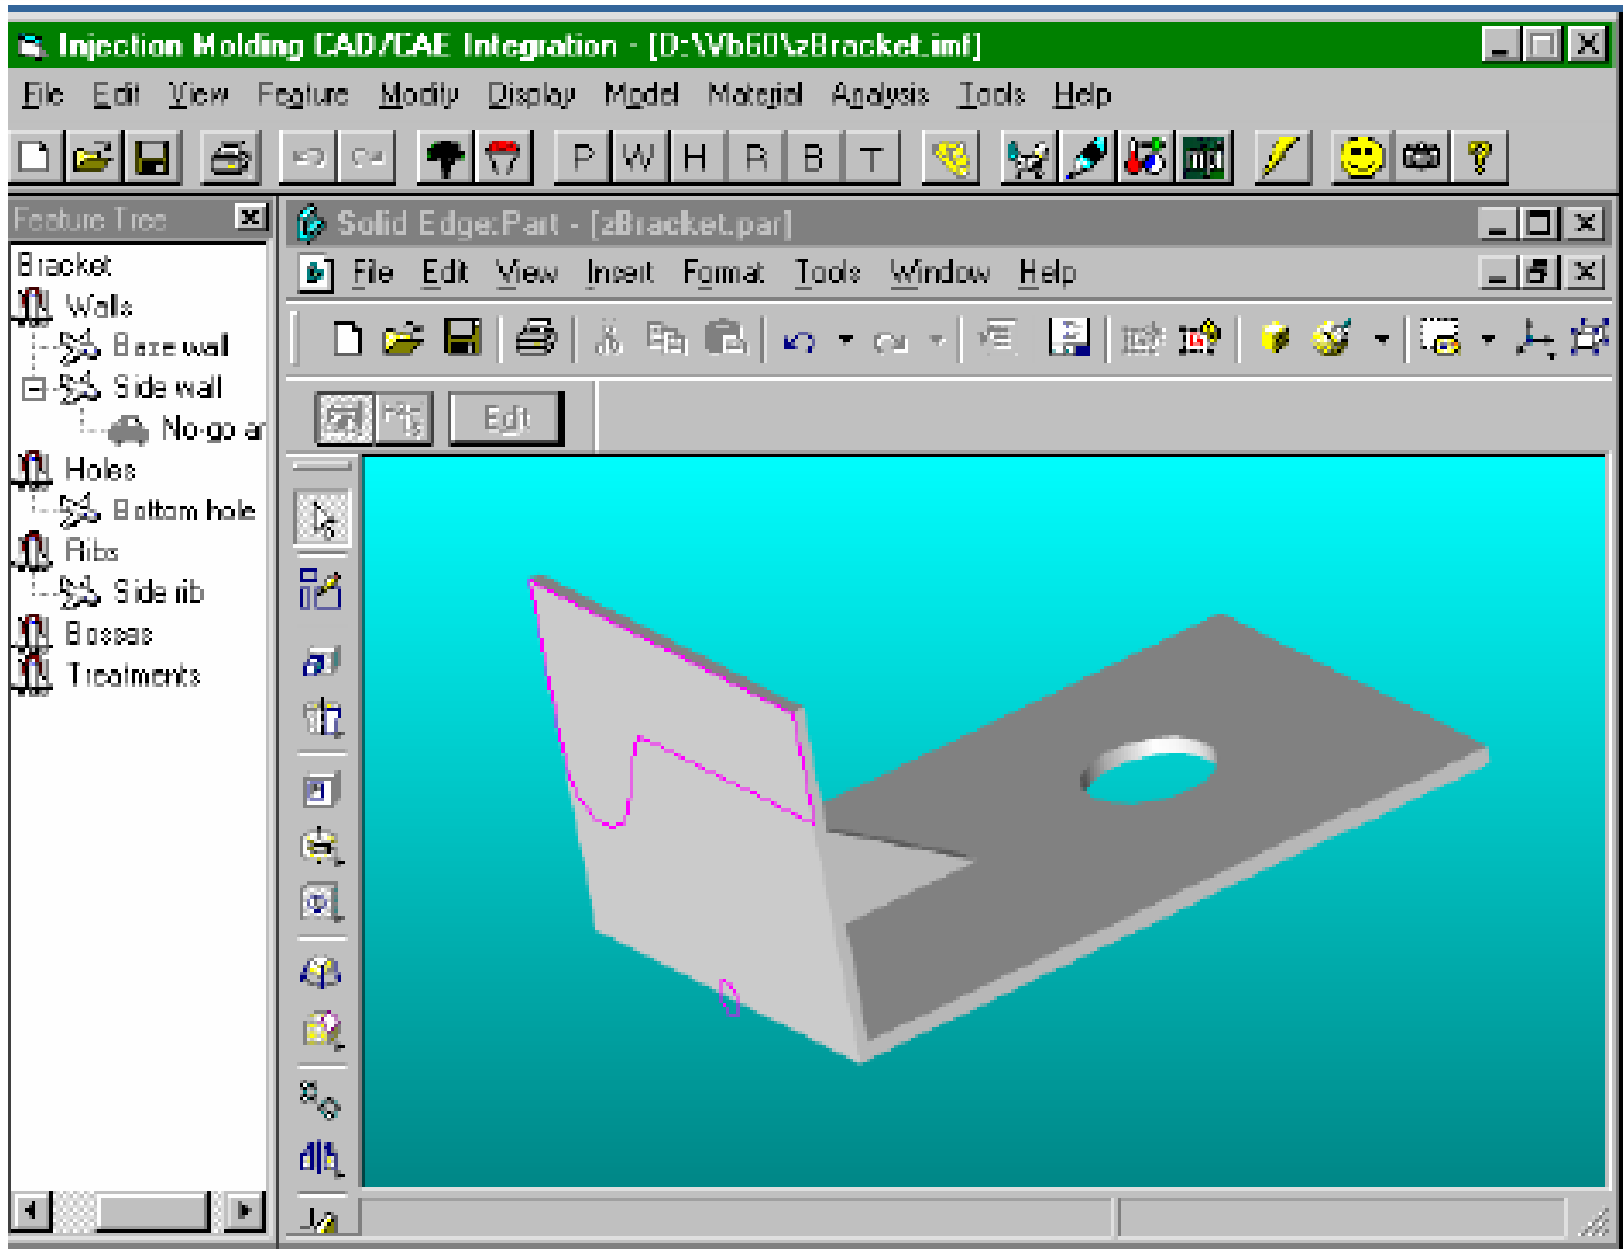 Injection Molding CAD/CAE Integration - [D:\Vb60\zBracket.imf]
File Edit View Feature Modify Display Model Material Analysis Tools Help
P W H R B T
Feature Tree
Solid Edge:Part - [zBracket.par]
Bracket
File Edit View Insert Format Tools Window Help
Walls
Base wall
Side wall
Edit
No-go ar
Holes
Bottom hole
Ribs
Side rib
Bosses
Treatments